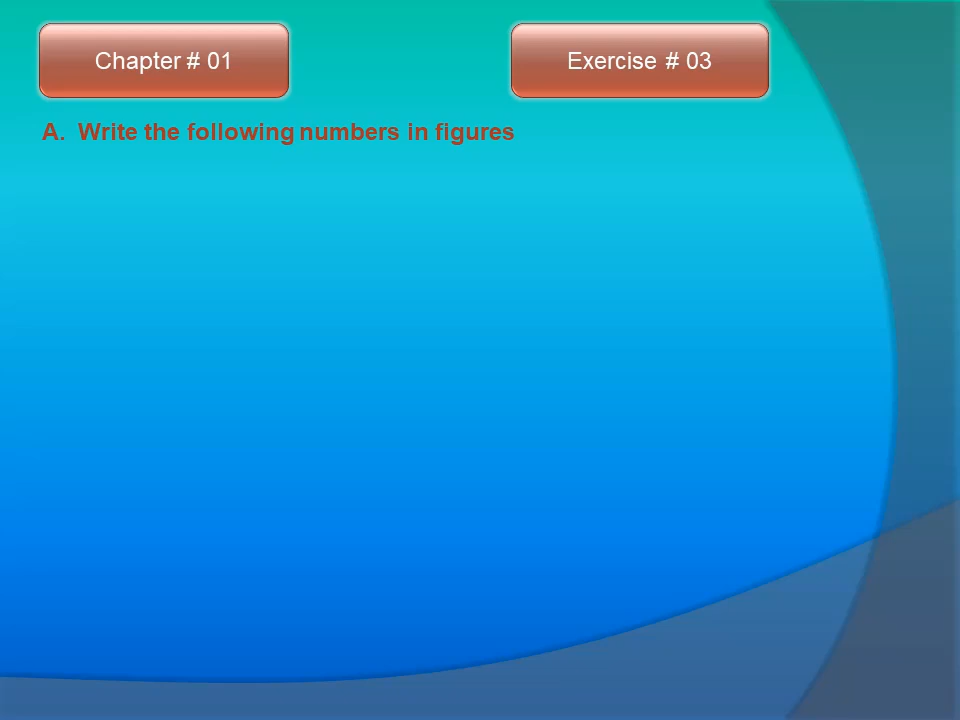 Chapter # 01
Exercise # 03
A. Write the following numbers in figures